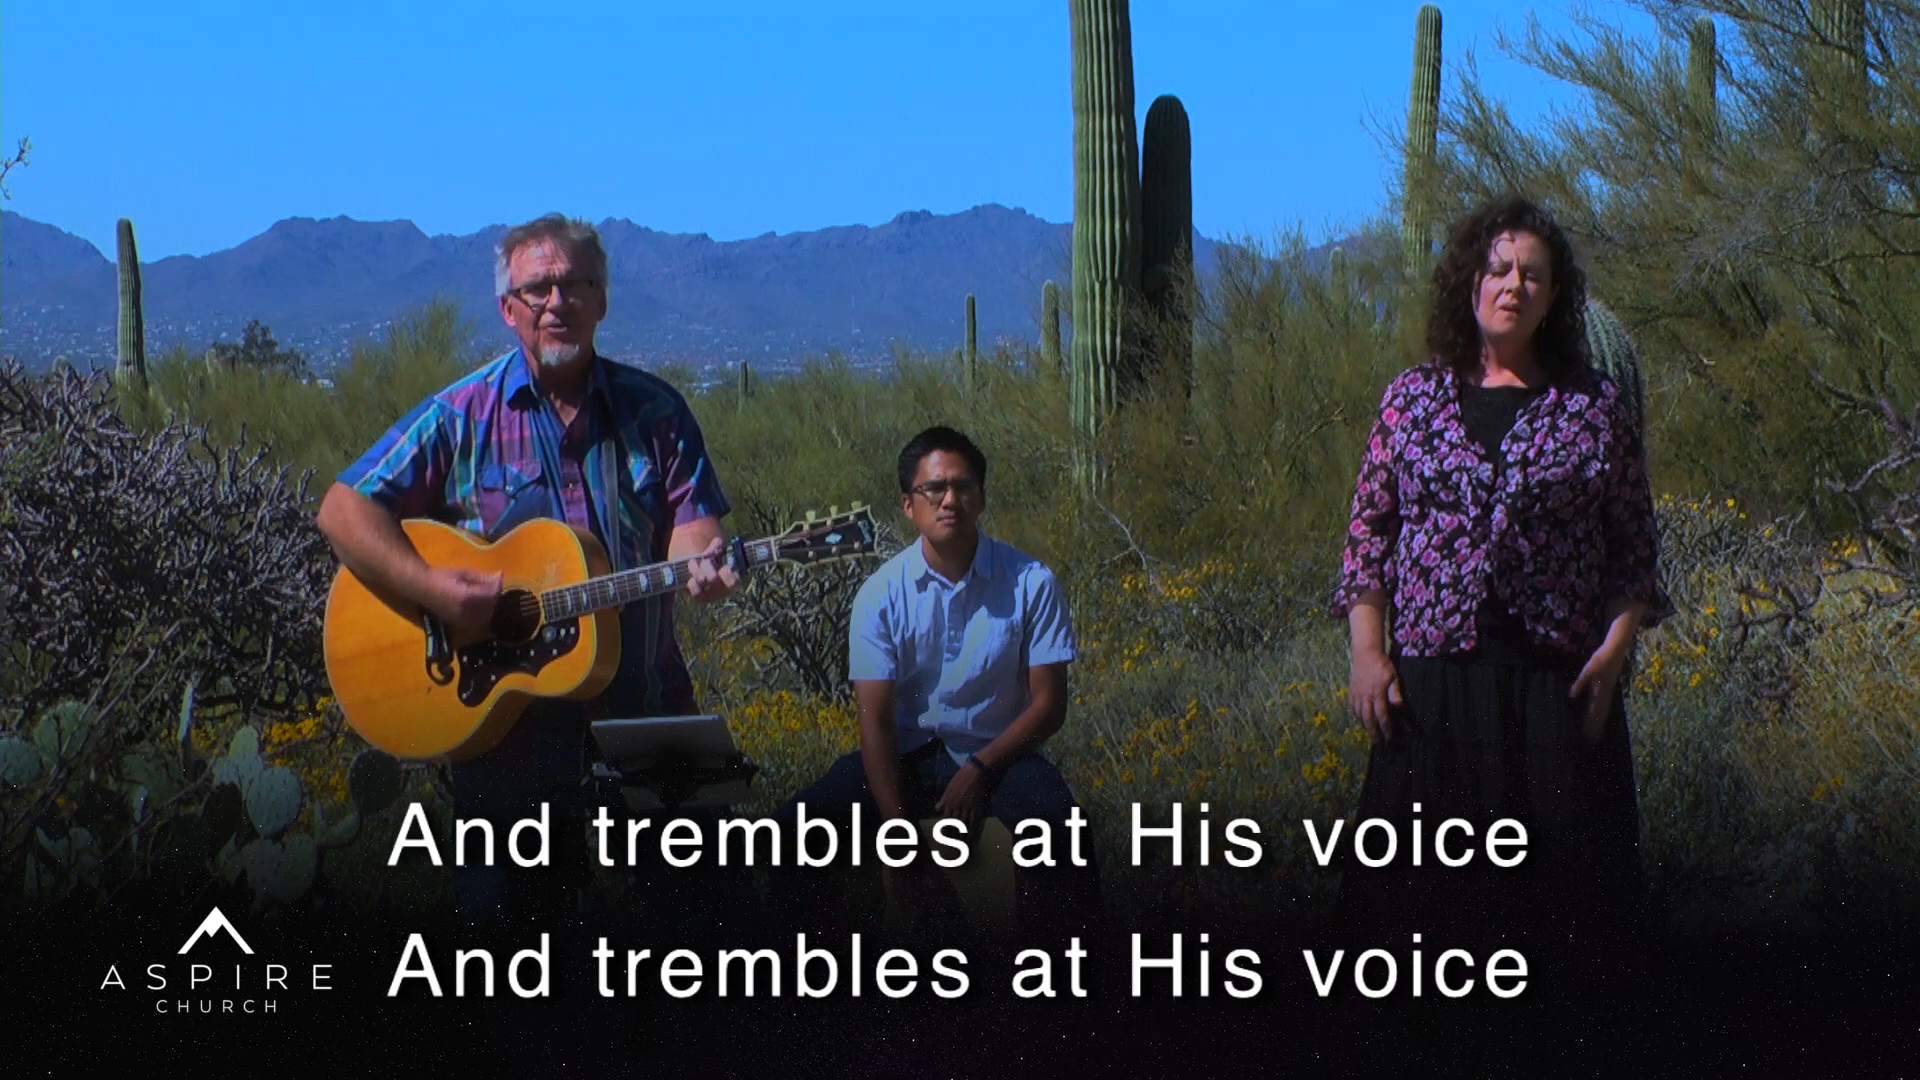 And trembles at His voice
And trembles at His voice
ASPIRE
CHURCH